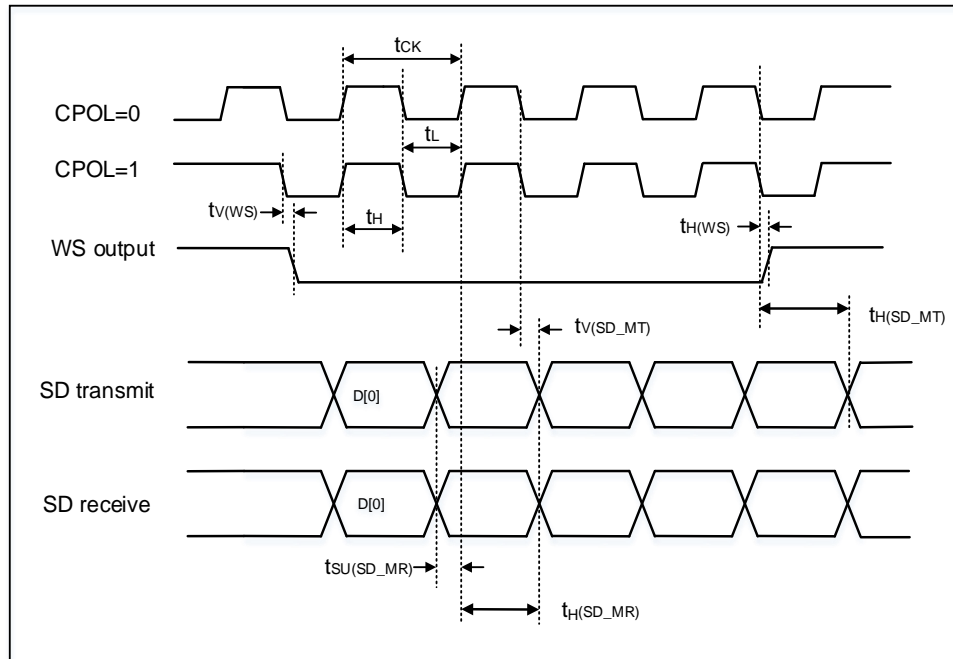 tCK
CPOL=0
tL
CPOL=1
tV(WS)
tH
tH(WS)
WS output
tV(SD_MT)
tH(SD_MT)
SD transmit
D[0]
SD receive
D[0]
tSU(SD_MR)
tH(SD_MR)